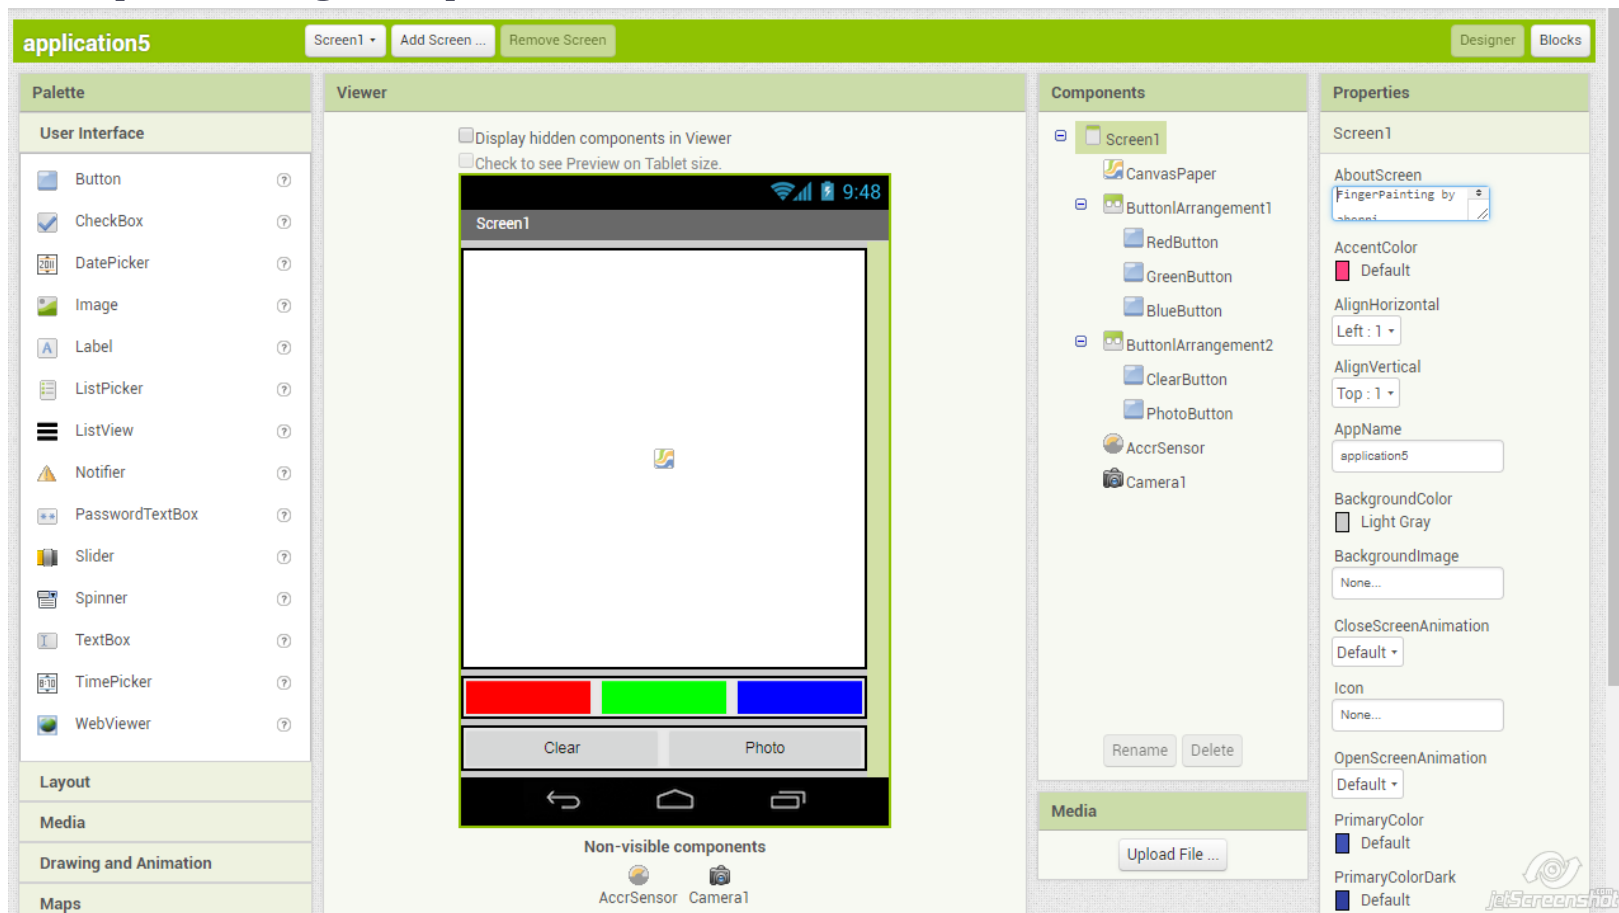 application5
Screen1
Add Screen ...
Remove Screen
Designer
Blocks
Palette
User Interface
Button
CheckBox
DatePicker
Image
Label
ListPicker
ListView
Notifier
PasswordTextBox
Slider
Spinner
TextBox
TimePicker
WebViewer
Layout
Media
Drawing and Animation
Maps
Viewer
Display hidden components in Viewer
Check to see Preview on Tablet size.
9:48
Screen1
Clear
Photo
Non-visible components
AccrSensor
Camera1
Components
Screen1
CanvasPaper
ButtonlArrangement1
RedButton
GreenButton
BlueButton
ButtonlArrangement2
ClearButton
PhotoButton
AccrSensor
Camera1
Rename
Delete
Media
Upload File ...
Properties
Screen1
AboutScreen
FingerPainting by
AccentColor
Default
AlignHorizontal
Left : 1
AlignVertical
Top : 1
AppName
application5
BackgroundColor
Light Gray
BackgroundImage
None...
CloseScreenAnimation
Default
Icon
None...
OpenScreenAnimation
Default
PrimaryColor
Default
PrimaryColorDark
Default